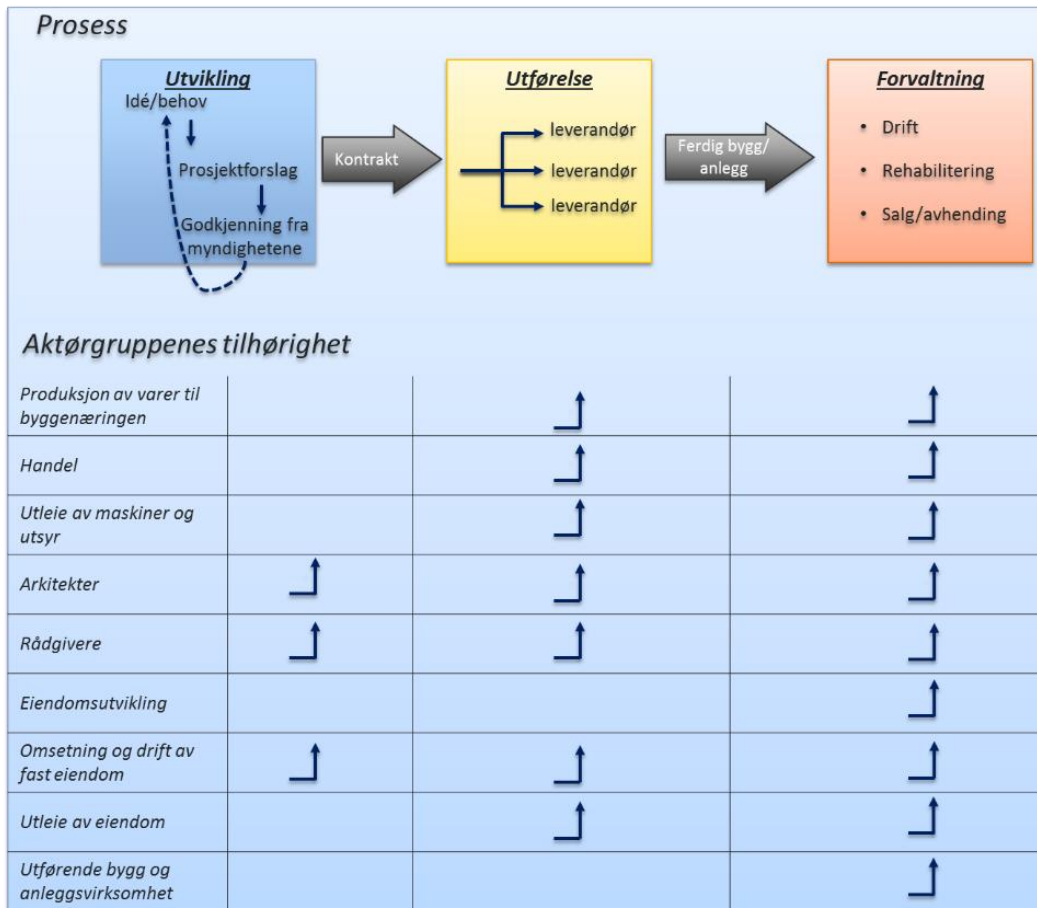 Prosess
Utvikling
Idé/behov
Prosjektforslag
Godkjenning fra
myndighetene
Kontrakt
Utførelse
leverandør
leverandør
leverandør
Ferdig bygg/
anlegg
Forvaltning
• Drift
• Rehabilitering
• Salg/avhending
Aktørgruppenes tilhørighet
Produksjon av varer til
byggenæringen
Handel
Utleie av maskiner og
utsyr
Arkitekter
Rådgivere
Eiendomsutvikling
Omsetning og drift av
fast eiendom
Utleie av eiendom
Utførende bygg og
anleggsvirksomhet